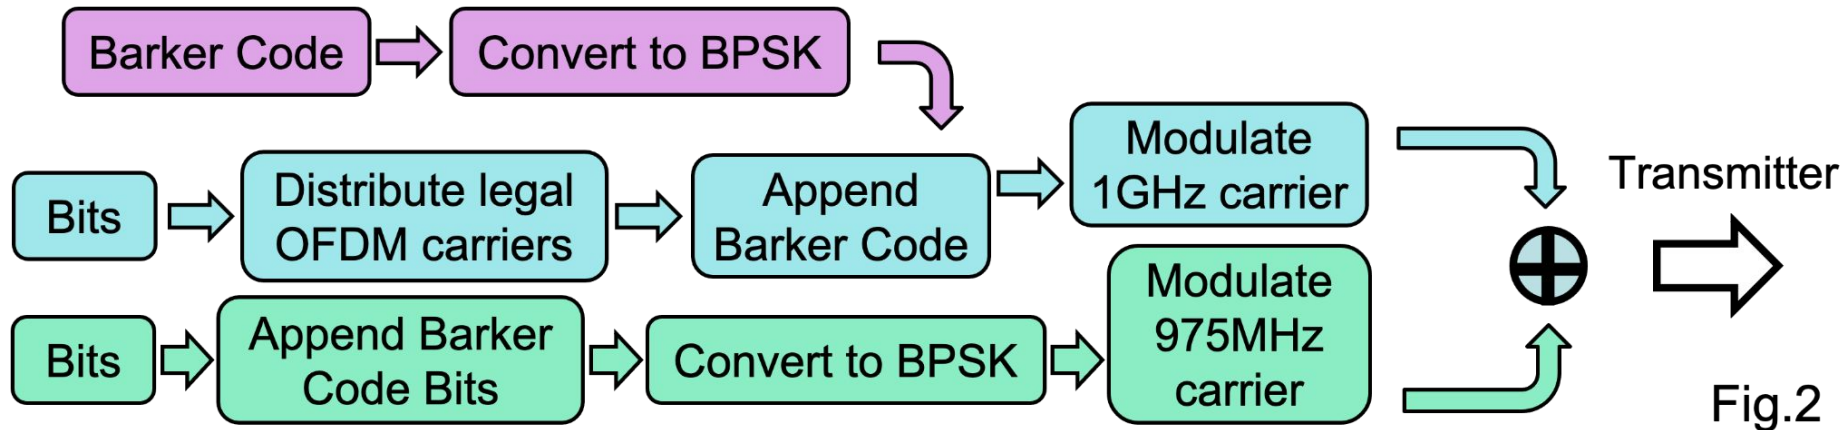 Barker Code
Convert to BPSK
Bits
Distribute legal
OFDM carriers
Append
Barker Code
Modulate
1GHz carrier
Transmitter
Bits
Append Barker
Code Bits
Convert to BPSK
Modulate
975MHz
carrier
Fig.2